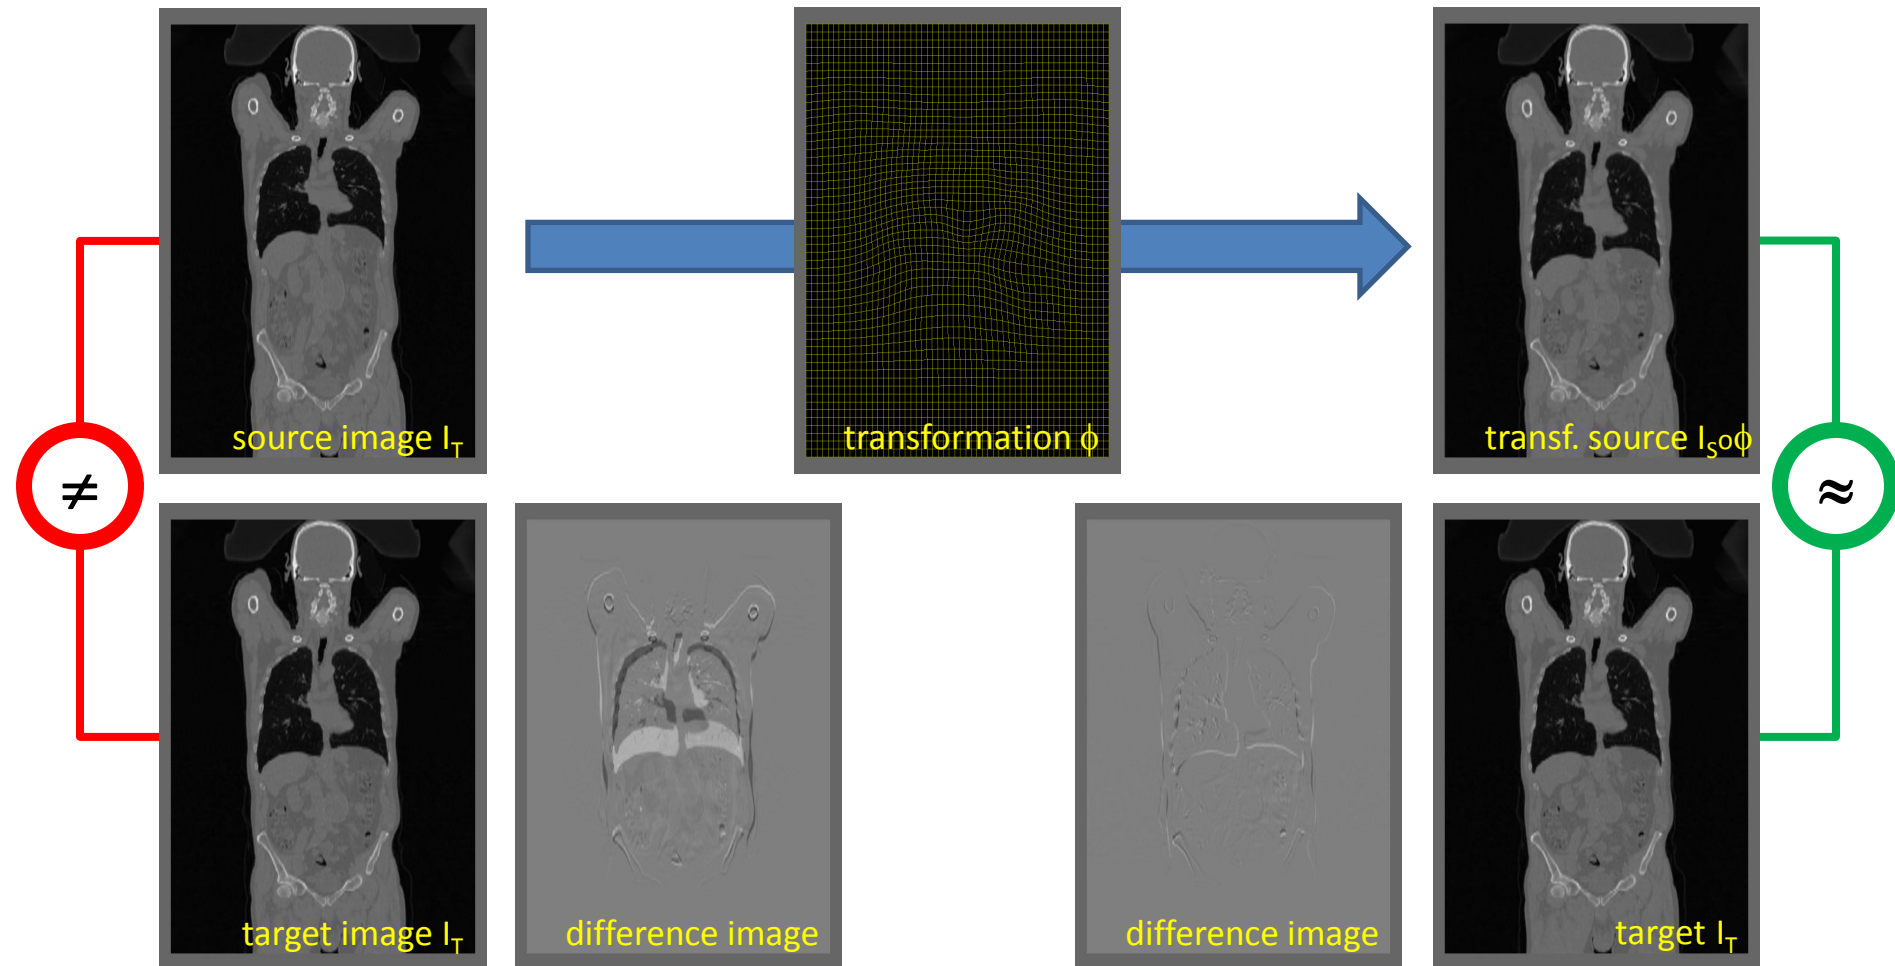 source image I_T
transformation ϕ
transf. source I_S∘ϕ
≠
≈
target image I_T
difference image
difference image
target I_T